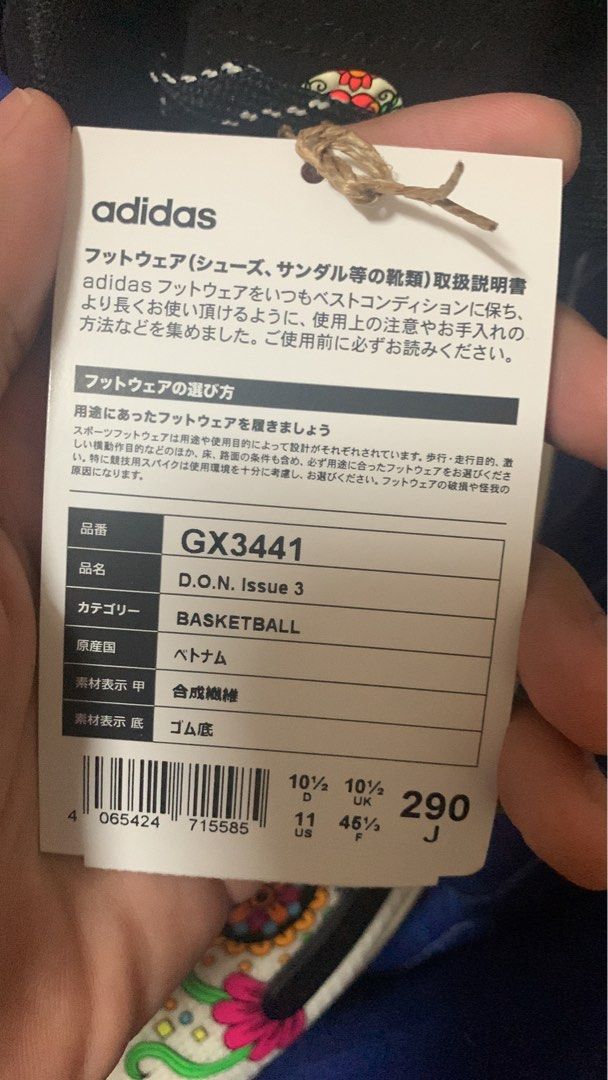 adidas
フットウェア(シューズ、サンダル等の靴類)取扱説明書
adidas フットウェアをいつもベストコンディションに保ち、
より長くお使い頂けるように、使用上の注意やお手入れの
方法などを集めました。ご使用前に必ずお読みください。
フットウェアの選び方
用途にあったフットウェアを履きましょう
スポーツフットウェアは用途や使用目的によって設計がそれぞれされています。歩行・走行目的、激
しい横動作目的などのほか、床、路面の条件も含め、必ず用途に合ったフットウェアをお選びくださ
い。特に競技用スパイクは使用環境を十分に考慮し、お選びください。フットウェアの破損や怪我の
原因になります。
品番 GX3441
品名 D.O.N. Issue 3
カテゴリー BASKETBALL
原産国 ベトナム
素材表示 甲 合成繊維
素材表示 底 ゴム底
10½ 10½ 290
D UK J
11 46⅓
US F
4 065424 715585